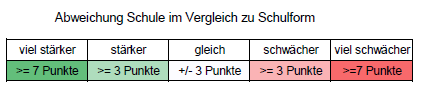 Abweichung Schule im Vergleich zu Schulform
viel stärker stärker gleich schwächer viel schwächer
>= 7 Punkte >= 3 Punkte +/- 3 Punkte >= 3 Punkte >=7 Punkte